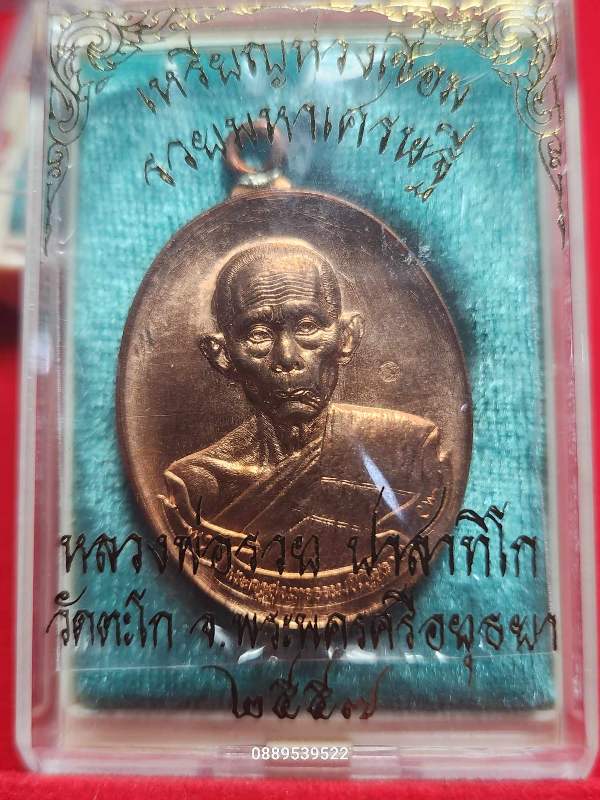 เหรียญห่วงเชื่อม
รวยมหาเศรษฐี
หลวงพ่อรวย ปาสาทิโก
วัดตะโก จ.พระนครศรีอยุธยา
๒๕๕๗
0889539522